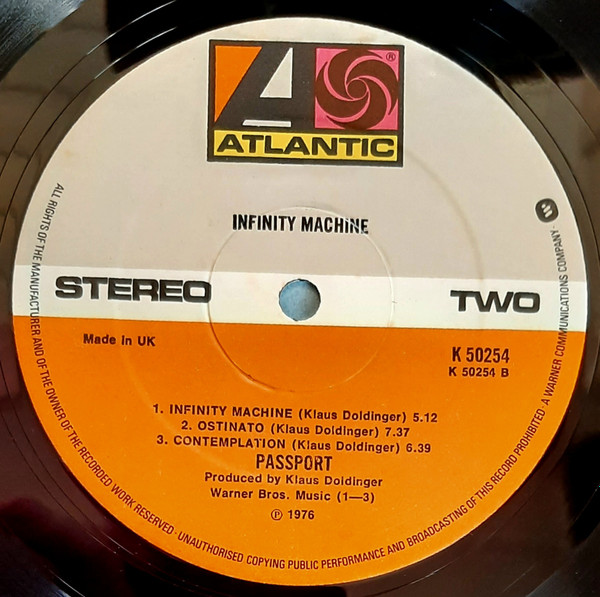 ®
ATLANTIC
INFINITY MACHINE
STEREO
TWO
Made in UK
K 50254
K 50254 B
1. INFINITY MACHINE (Klaus Doldinger) 5.12
2. OSTINATO (Klaus Doldinger) 7.37
3. CONTEMPLATION (Klaus Doldinger) 6.39
PASSPORT
Produced by Klaus Doldinger
Warner Bros. Music (1—3)
℗ 1976
ALL RIGHTS OF THE MANUFACTURER AND OF THE OWNER OF THE RECORDED WORK RESERVED · UNAUTHORISED COPYING PUBLIC PERFORMANCE AND BROADCASTING OF THIS RECORD PROHIBITED · A WARNER COMMUNICATIONS COMPANY ·